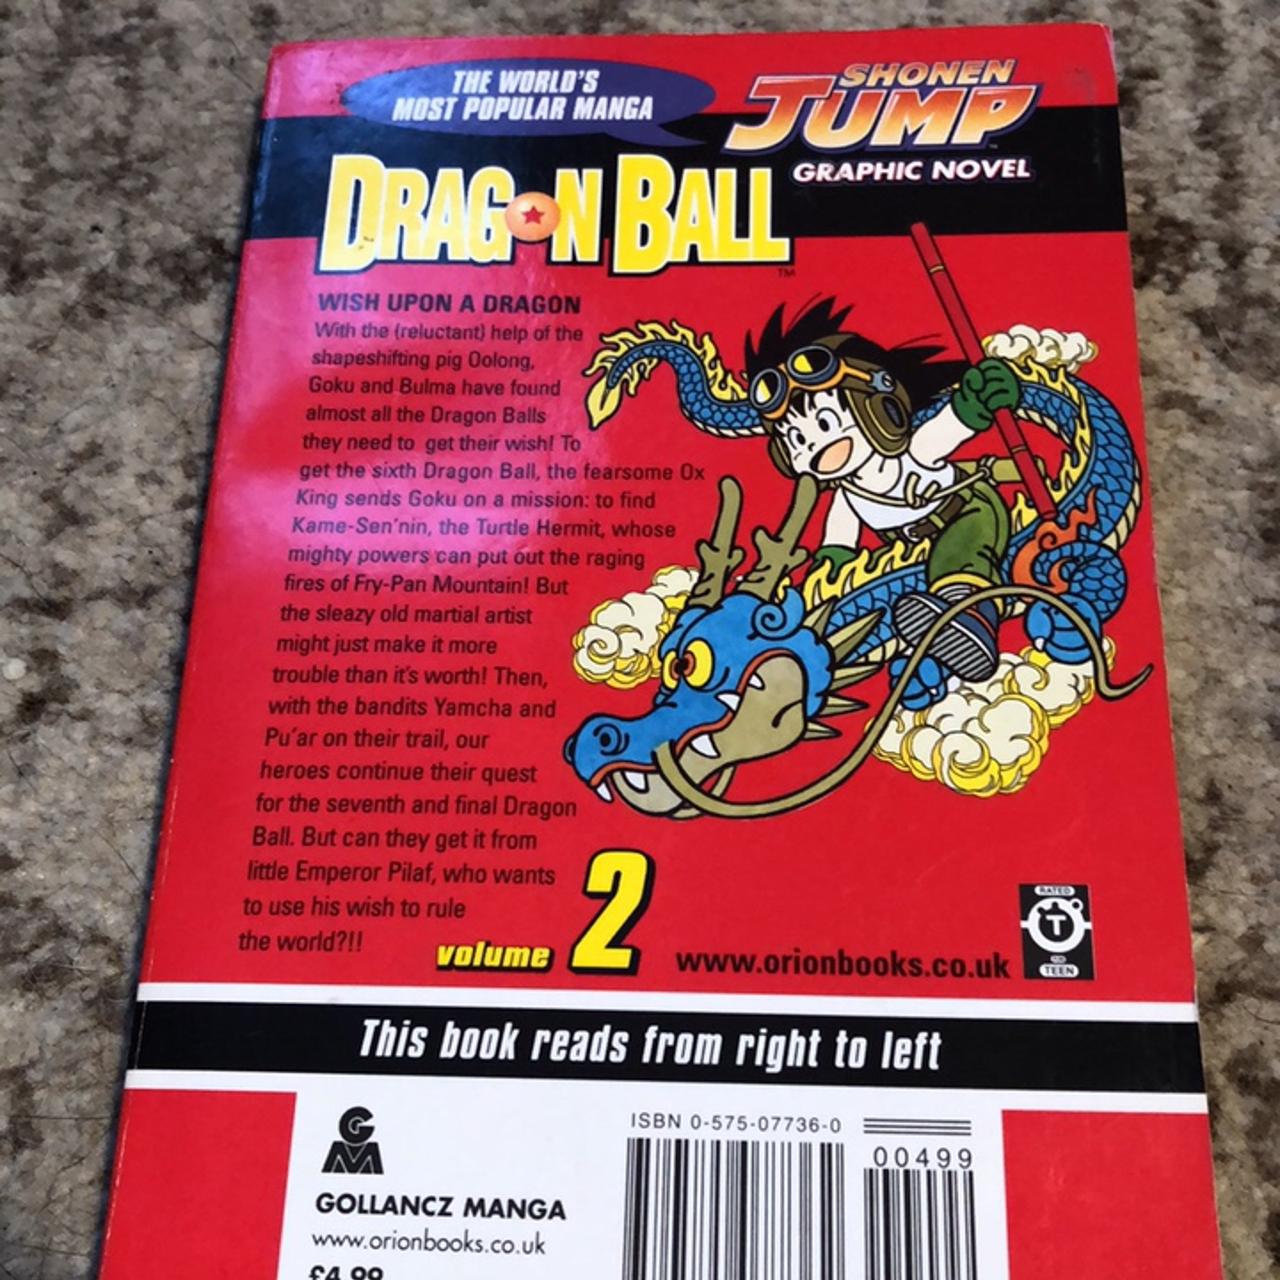 THE WORLD'S
MOST POPULAR MANGA
SHONEN
JUMP
GRAPHIC NOVEL
DRAGON BALL
TM
WISH UPON A DRAGON
With the (reluctant) help of the
shapeshifting pig Oolong,
Goku and Bulma have found
almost all the Dragon Balls
they need to get their wish! To
get the sixth Dragon Ball, the fearsome Ox
King sends Goku on a mission: to find
Kame-Sen'nin, the Turtle Hermit, whose
mighty powers can put out the raging
fires of Fry-Pan Mountain! But
the sleazy old martial artist
might just make it more
trouble than it's worth! Then,
with the bandits Yamcha and
Pu'ar on their trail, our
heroes continue their quest
for the seventh and final Dragon
Ball. But can they get it from
little Emperor Pilaf, who wants
to use his wish to rule
the world?!!
volume 2
www.orionbooks.co.uk
RATED
T
TEEN
This book reads from right to left
GM
GOLLANCZ MANGA
www.orionbooks.co.uk
£4.99
ISBN 0-575-07736-0
00499